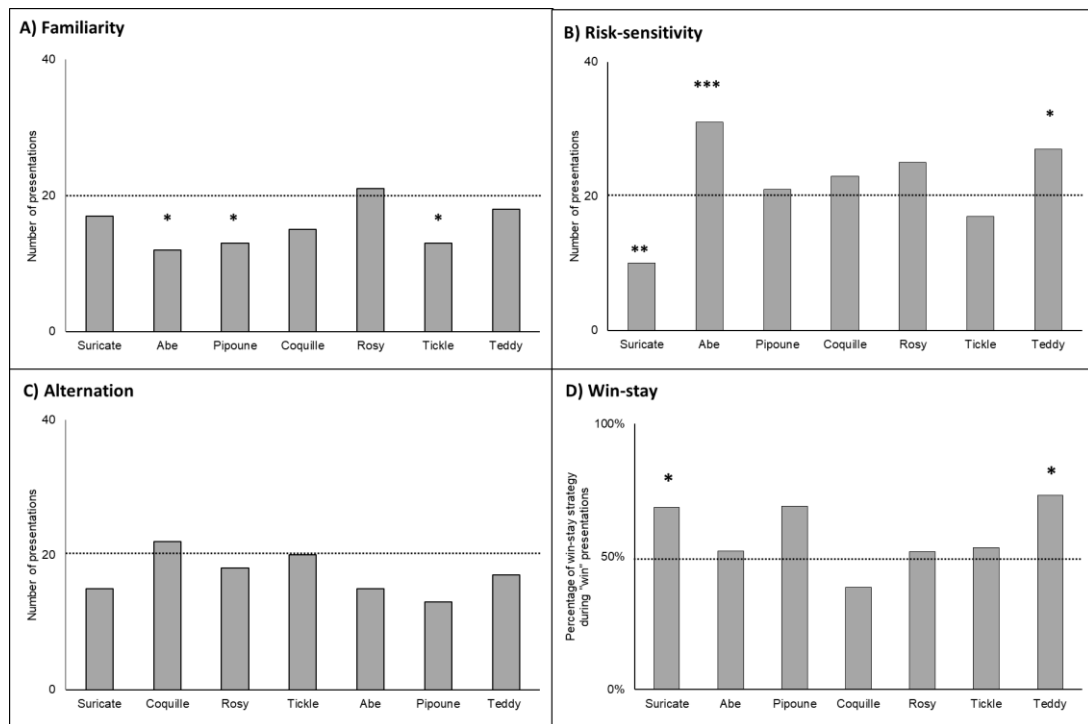 A) Familiarity
40
20
0
Number of presentations
* * *
Suricate Abe Pipoune Coquille Rosy Tickle Teddy
B) Risk-sensitivity
40
20
0
Number of presentations
** *** *
Suricate Abe Pipoune Coquille Rosy Tickle Teddy
C) Alternation
40
20
0
Number of presentations
Suricate Coquille Rosy Tickle Abe Pipoune Teddy
D) Win-stay
100%
50%
0%
Percentage of win-stay strategy
during "win" presentations
* *
Suricate Abe Pipoune Coquille Rosy Tickle Teddy